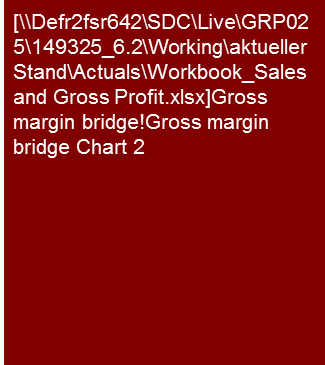 [\\Defr2fsr642\SDC\Live\GRP02
5\149325_6.2\Working\aktueller
Stand\Actuals\Workbook_Sales
and Gross Profit.xlsx]Gross
margin bridge!Gross margin
bridge Chart 2